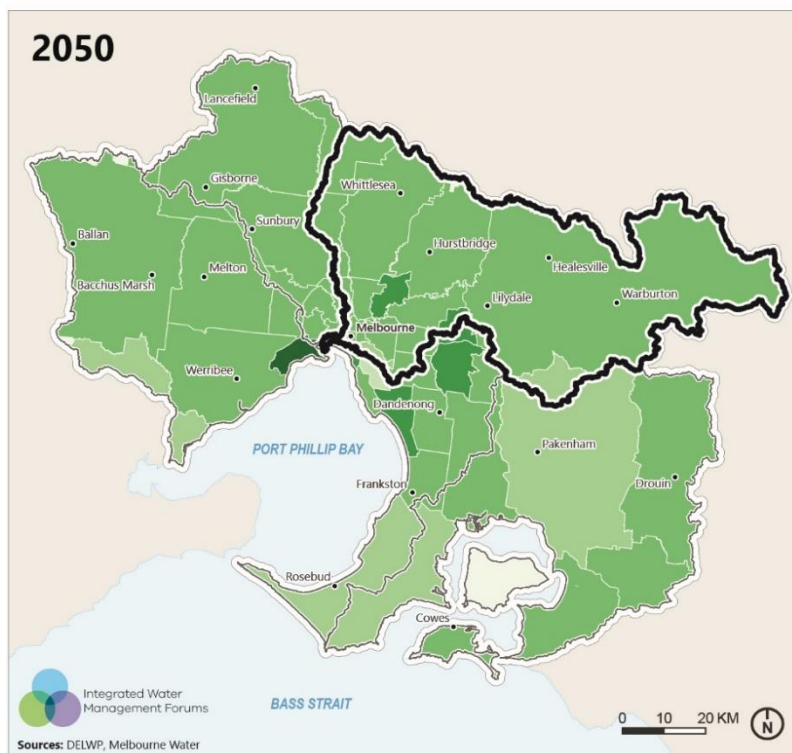 2050
Lancefield
Whittlesea
Gisborne
Sunbury
Ballan
Hurstbridge
Healesville
Bacchus Marsh
Melton
Lilydale
Warburton
Melbourne
Werribee
Dandenong
PORT PHILLIP BAY
Pakenham
Drouin
Frankston
Rosebud
Cowes
BASS STRAIT
Integrated Water
Management Forums
0 10 20 KM
N
Sources: DELWP, Melbourne Water